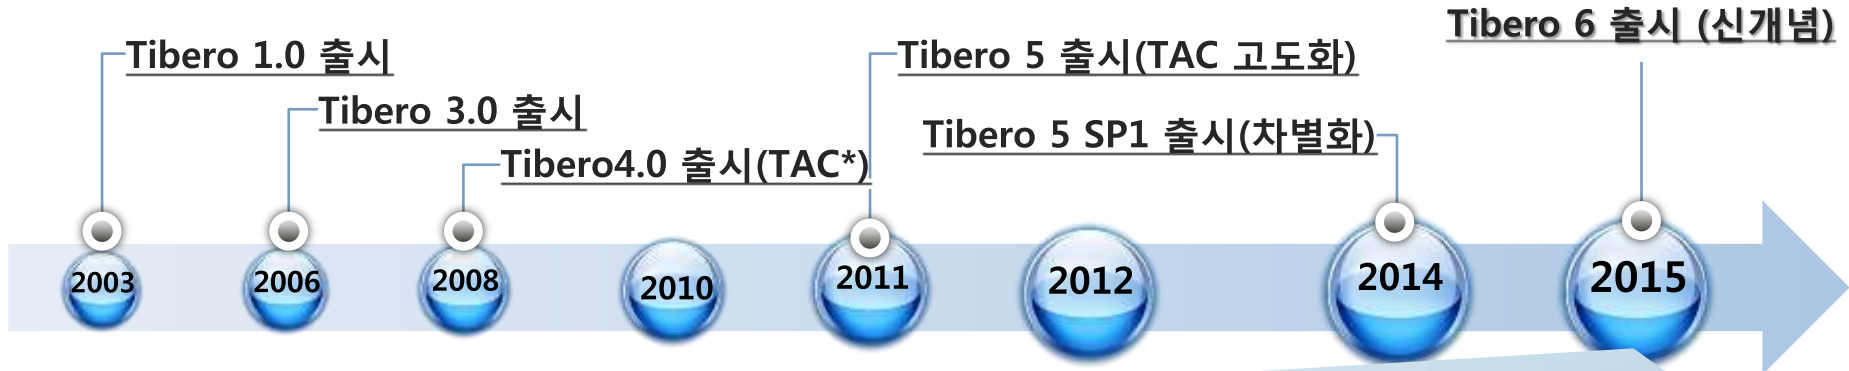 Tibero 6 출시 (신개념)
Tibero 1.0 출시
Tibero 5 출시(TAC 고도화)
Tibero 3.0 출시
Tibero 5 SP1 출시(차별화)
Tibero4.0 출시(TAC*)
2003
2006
2008
2010
2011
2012
2014
2015